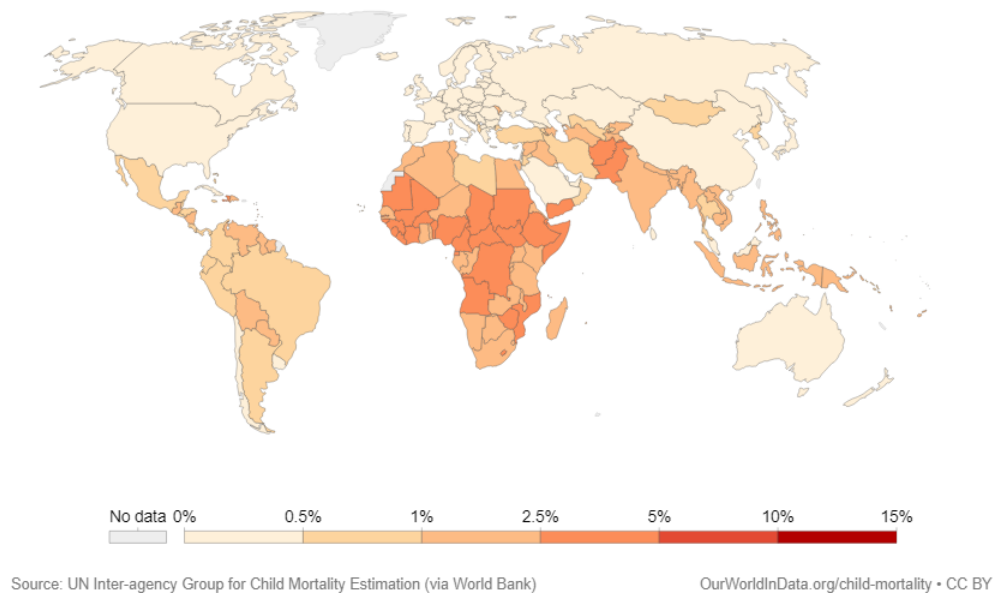 No data 0% 0.5% 1% 2.5% 5% 10% 15%
Source: UN Inter-agency Group for Child Mortality Estimation (via World Bank) OurWorldInData.org/child-mortality • CC BY